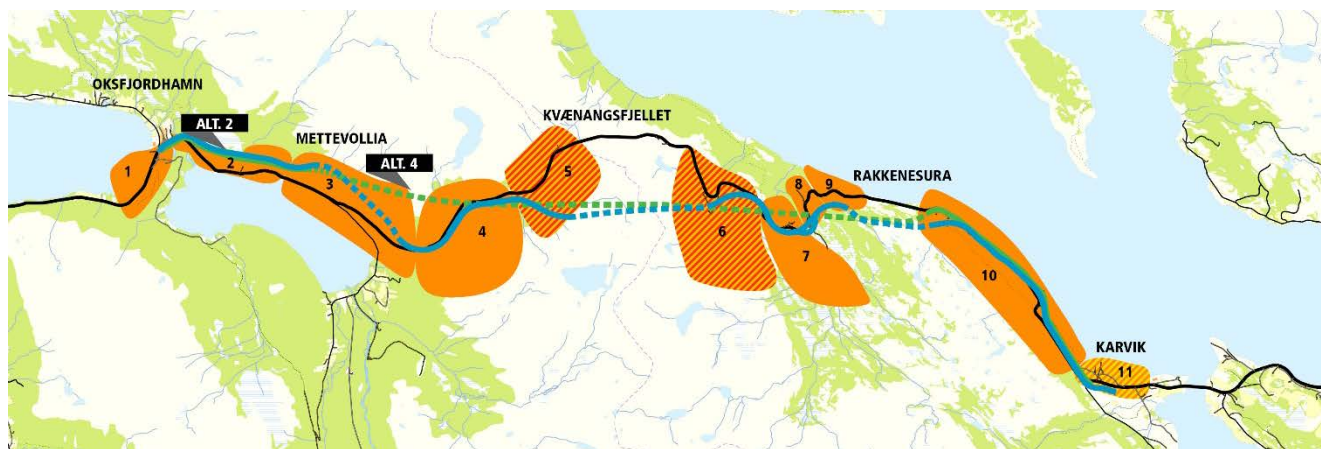 OKSFJORDHAMN
ALT. 2
METTEVOLLIA
ALT. 4
KVÆNANGSFJELLET
RAKKENESURA
KARVIK
1
2
3
4
5
6
7
8
9
10
11